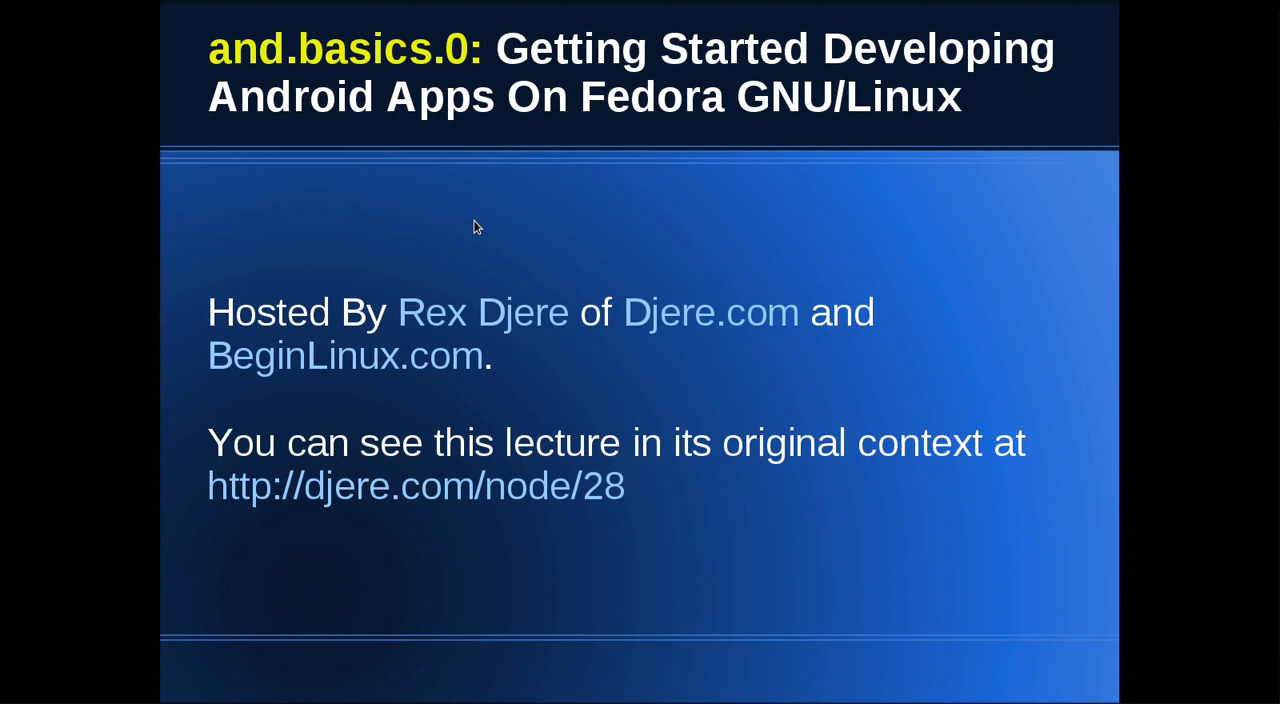 and.basics.0: Getting Started Developing
Android Apps On Fedora GNU/Linux
Hosted By Rex Djere of Djere.com and
BeginLinux.com.
You can see this lecture in its original context at
http://djere.com/node/28